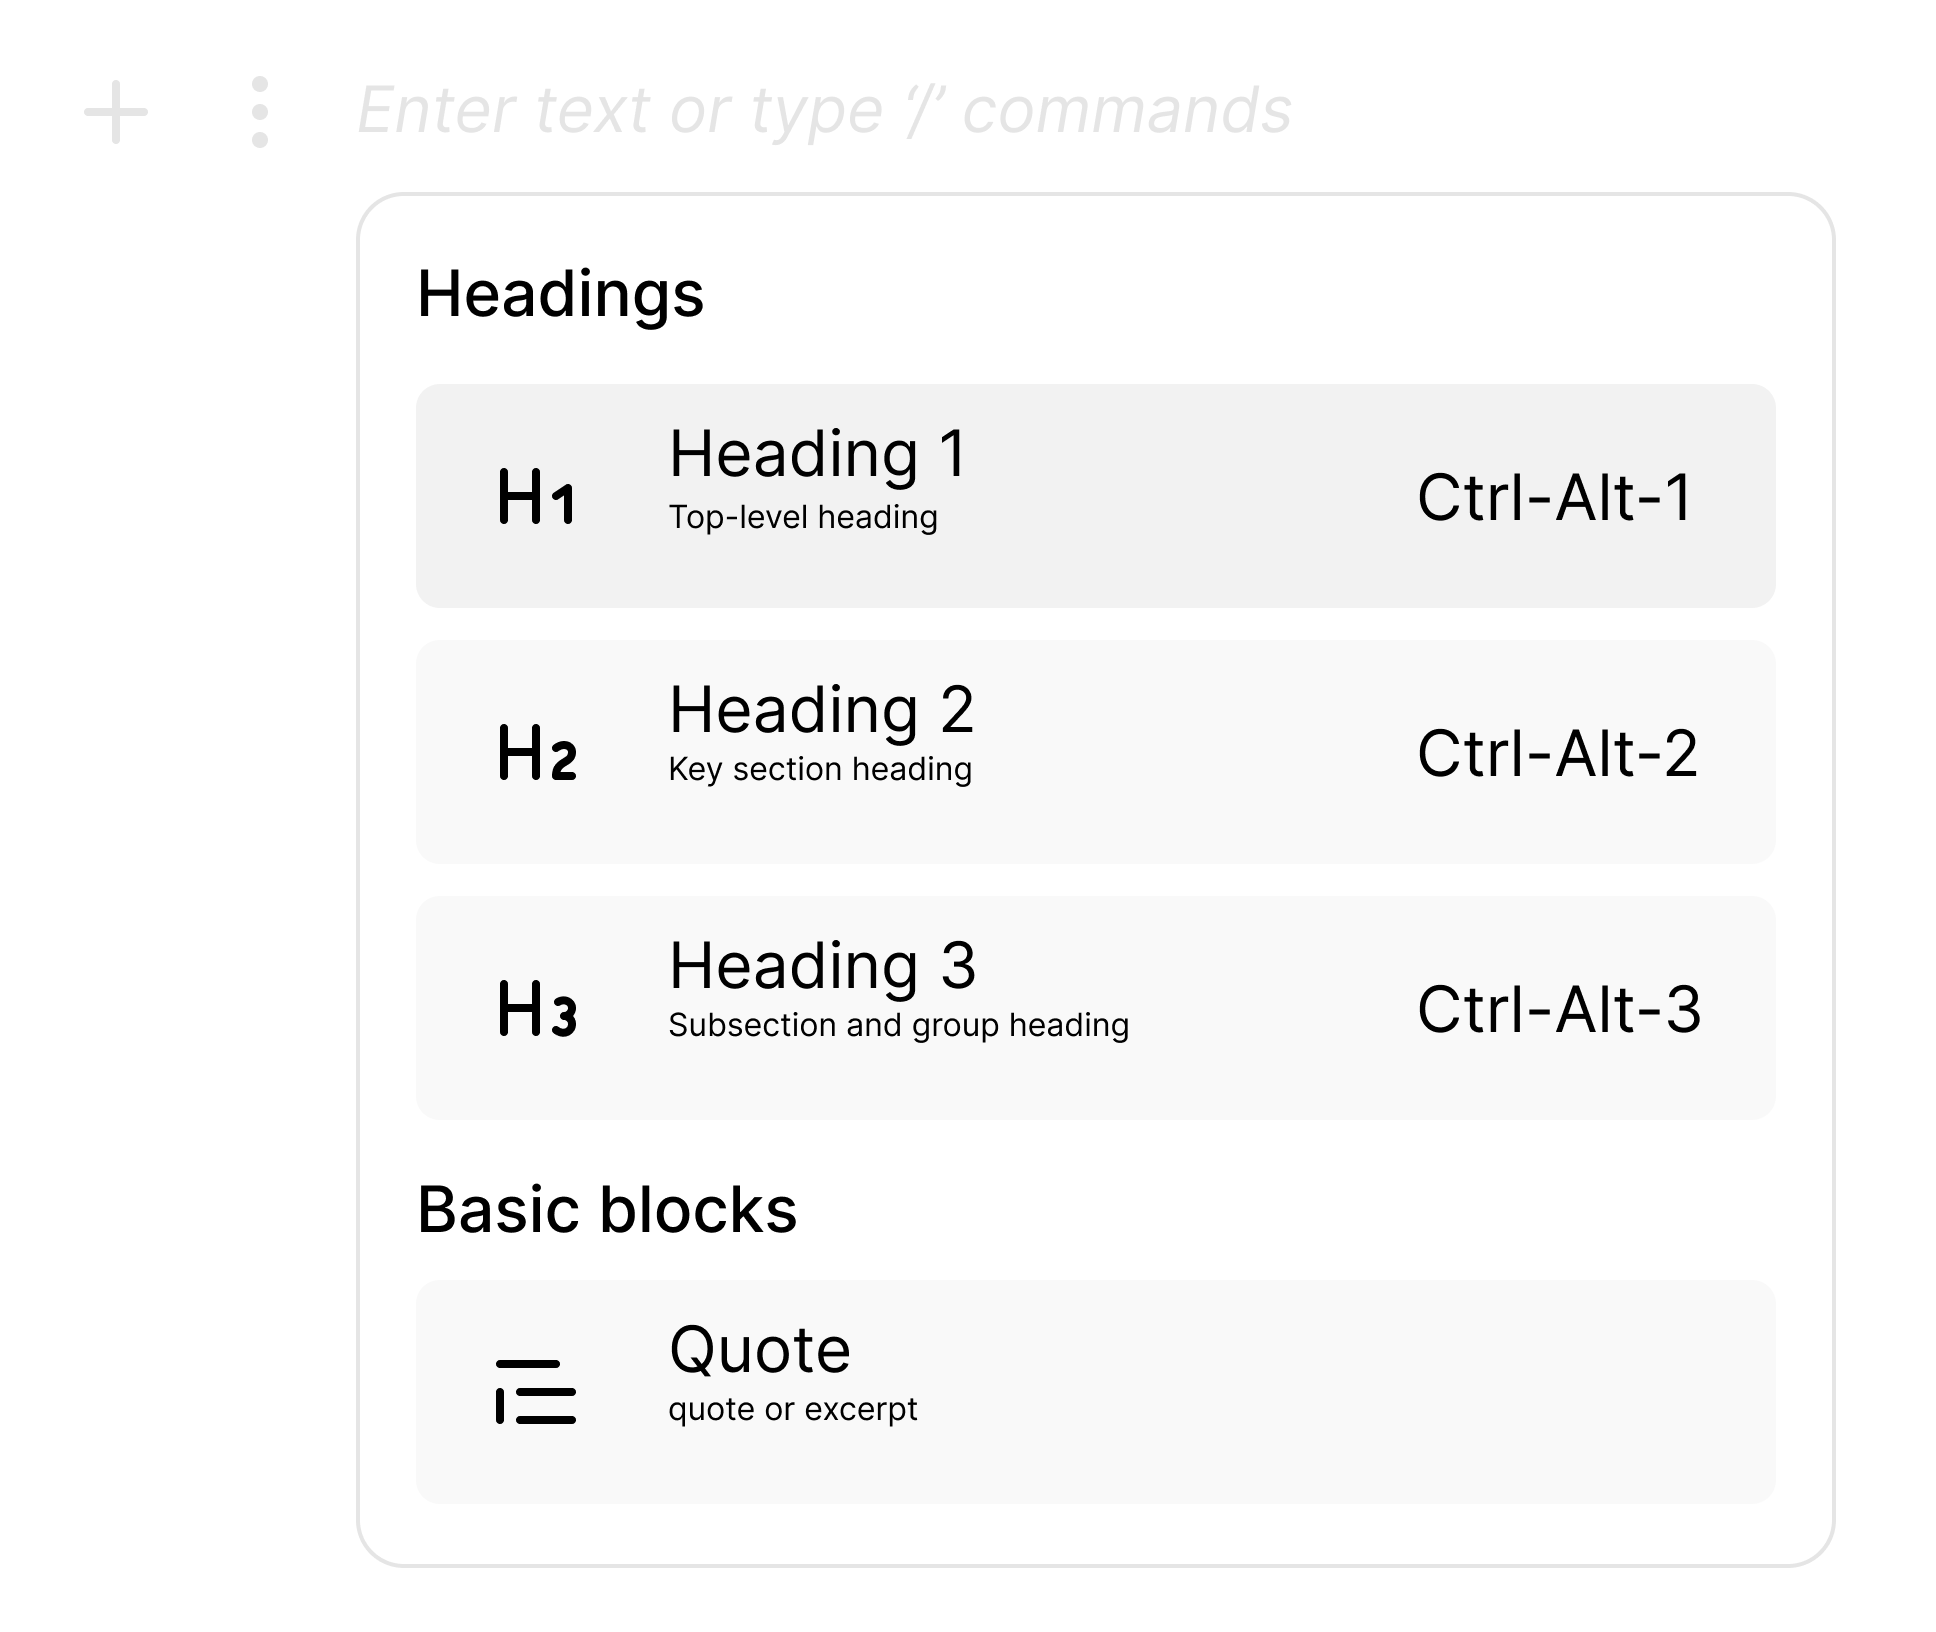 Enter text or type ‘/’ commands
Headings
H1
Heading 1
Top-level heading
Ctrl-Alt-1
H2
Heading 2
Key section heading
Ctrl-Alt-2
H3
Heading 3
Subsection and group heading
Ctrl-Alt-3
Basic blocks
Quote
quote or excerpt